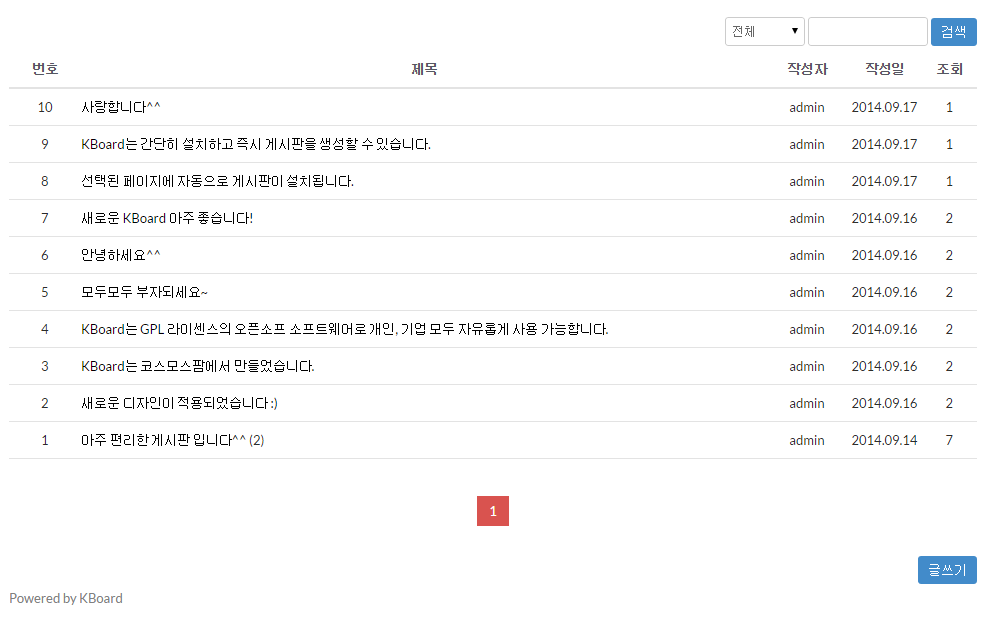 전체 검색
번호 제목 작성자 작성일 조회
10 사랑합니다^^ admin 2014.09.17 1
9 KBoard는 간단히 설치하고 즉시 게시판을 생성할 수 있습니다. admin 2014.09.17 1
8 선택된 페이지에 자동으로 게시판이 설치됩니다. admin 2014.09.17 1
7 새로운 KBoard 아주 좋습니다! admin 2014.09.16 2
6 안녕하세요^^ admin 2014.09.16 2
5 모두모두 부자되세요~ admin 2014.09.16 2
4 KBoard는 GPL 라이센스의 오픈소프 소프트웨어로 개인, 기업 모두 자유롭게 사용 가능합니다. admin 2014.09.16 2
3 KBoard는 코스모스팜에서 만들었습니다. admin 2014.09.16 2
2 새로운 디자인이 적용되었습니다 :) admin 2014.09.16 2
1 아주 편리한 게시판 입니다^^ (2) admin 2014.09.14 7
1
글쓰기
Powered by KBoard